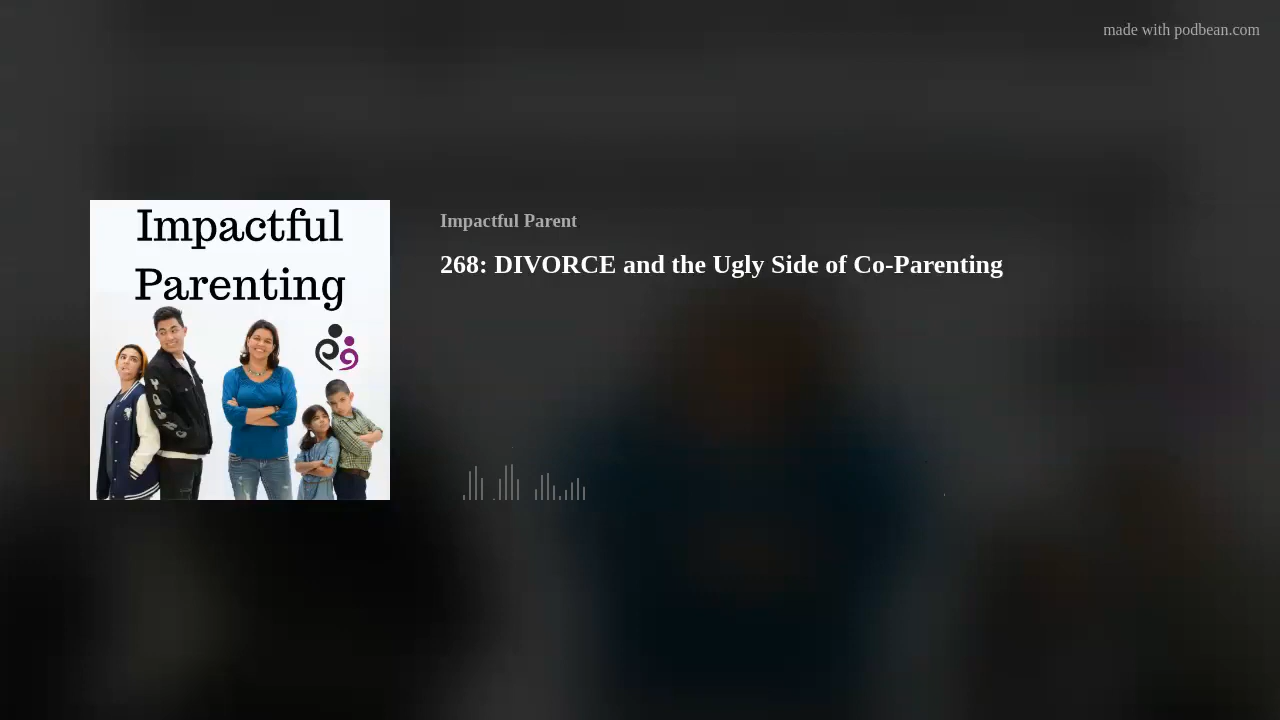 made with podbean.com
Impactful
Parenting
Impactful Parent
268: DIVORCE and the Ugly Side of Co-Parenting